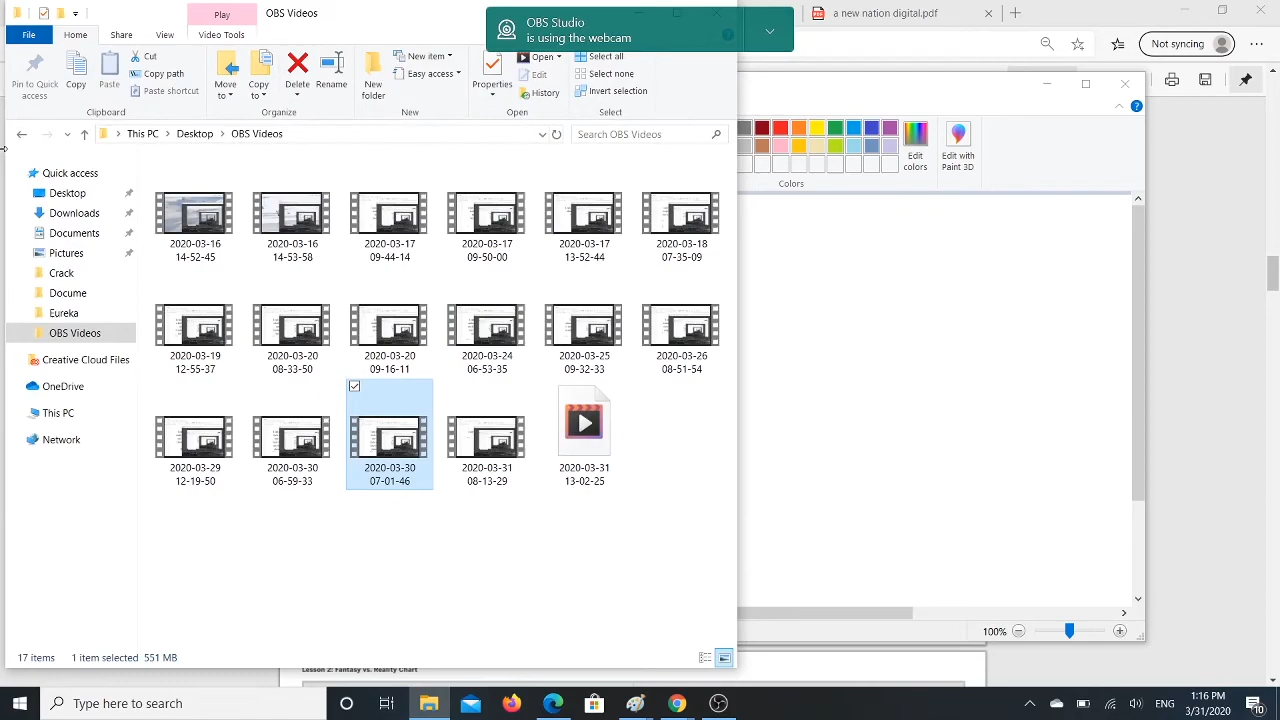 Play
OBS Videos
OBS Studio
is using the webcam
a new nation digital.pdf
File
Share
View
Video Tools
Not syncing
Pin to Quick
access
Copy
Paste
Cut
Copy path
Paste shortcut
Move
to
Copy
to
Delete
Rename
New
folder
New item
Easy access
Properties
Open
Edit
History
Select all
Select none
Invert selection
Clipboard
Organize
New
Open
Select
Edit
colors
Edit with
Paint 3D
Colors
This PC
Desktop
OBS Videos
Search OBS Videos
Quick access
Desktop
Downloads
Documents
Pictures
Crack
Docume
Eureka
OBS Videos
Creative Cloud Files
OneDrive
This PC
Network
2020-03-16
14-52-45
2020-03-16
14-53-58
2020-03-17
09-44-14
2020-03-17
09-50-00
2020-03-17
13-52-44
2020-03-18
07-35-09
2020-03-19
12-55-37
2020-03-20
08-33-50
2020-03-20
09-16-11
2020-03-24
06-53-35
2020-03-25
09-32-33
2020-03-26
08-51-54
2020-03-29
12-19-50
2020-03-30
06-59-33
2020-03-30
07-01-46
2020-03-31
08-13-29
2020-03-31
13-02-25
17 items
1 item selected 551 MB
100%
Lesson 2: Fantasy vs. Reality Chart
Type here to search
ENG
1:16 PM
3/31/2020